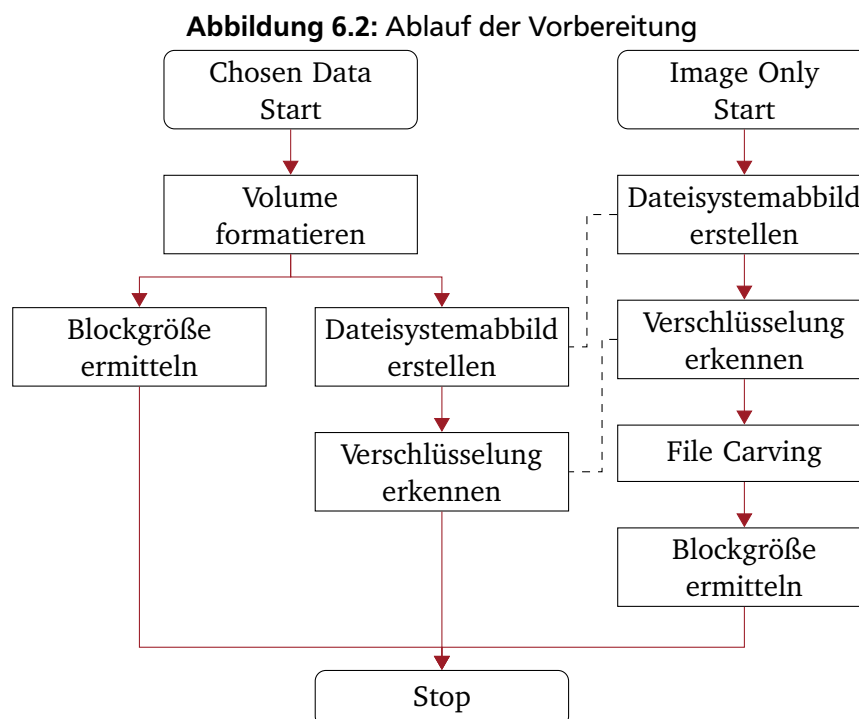 Abbildung 6.2: Ablauf der Vorbereitung
Chosen Data
Start
Volume
formatieren
Blockgröße
ermitteln
Dateisystemabbild
erstellen
Verschlüsselung
erkennen
Image Only
Start
Dateisystemabbild
erstellen
Verschlüsselung
erkennen
File Carving
Blockgröße
ermitteln
Stop